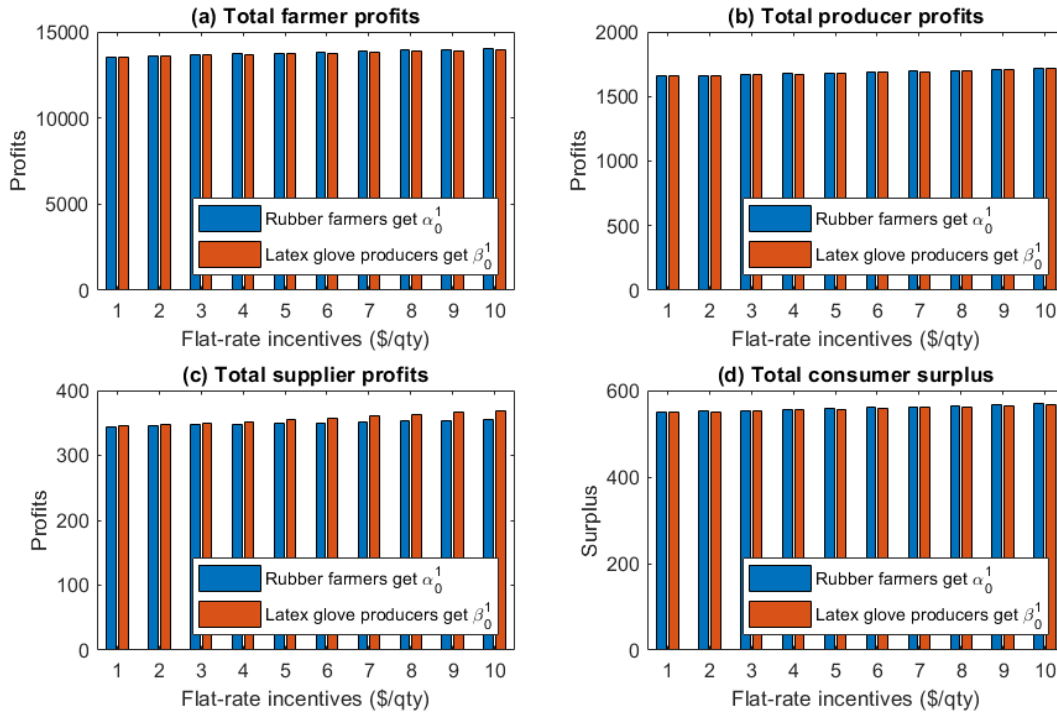 (a) Total farmer profits
15000
10000
5000
0
Profits
Rubber farmers get α₀¹
Latex glove producers get β₀¹
1 2 3 4 5 6 7 8 9 10
Flat-rate incentives ($/qty)
(b) Total producer profits
2000
1500
1000
500
0
Profits
Rubber farmers get α₀¹
Latex glove producers get β₀¹
1 2 3 4 5 6 7 8 9 10
Flat-rate incentives ($/qty)
(c) Total supplier profits
400
300
200
100
0
Profits
Rubber farmers get α₀¹
Latex glove producers get β₀¹
1 2 3 4 5 6 7 8 9 10
Flat-rate incentives ($/qty)
(d) Total consumer surplus
600
400
200
0
Surplus
Rubber farmers get α₀¹
Latex glove producers get β₀¹
1 2 3 4 5 6 7 8 9 10
Flat-rate incentives ($/qty)